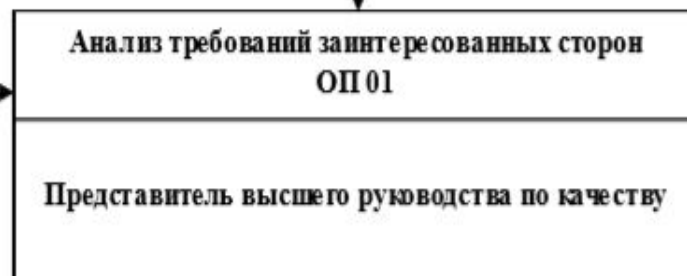 Анализ требований заинтересованных сторон
ОП 01
Представитель высшего руководства по качеству